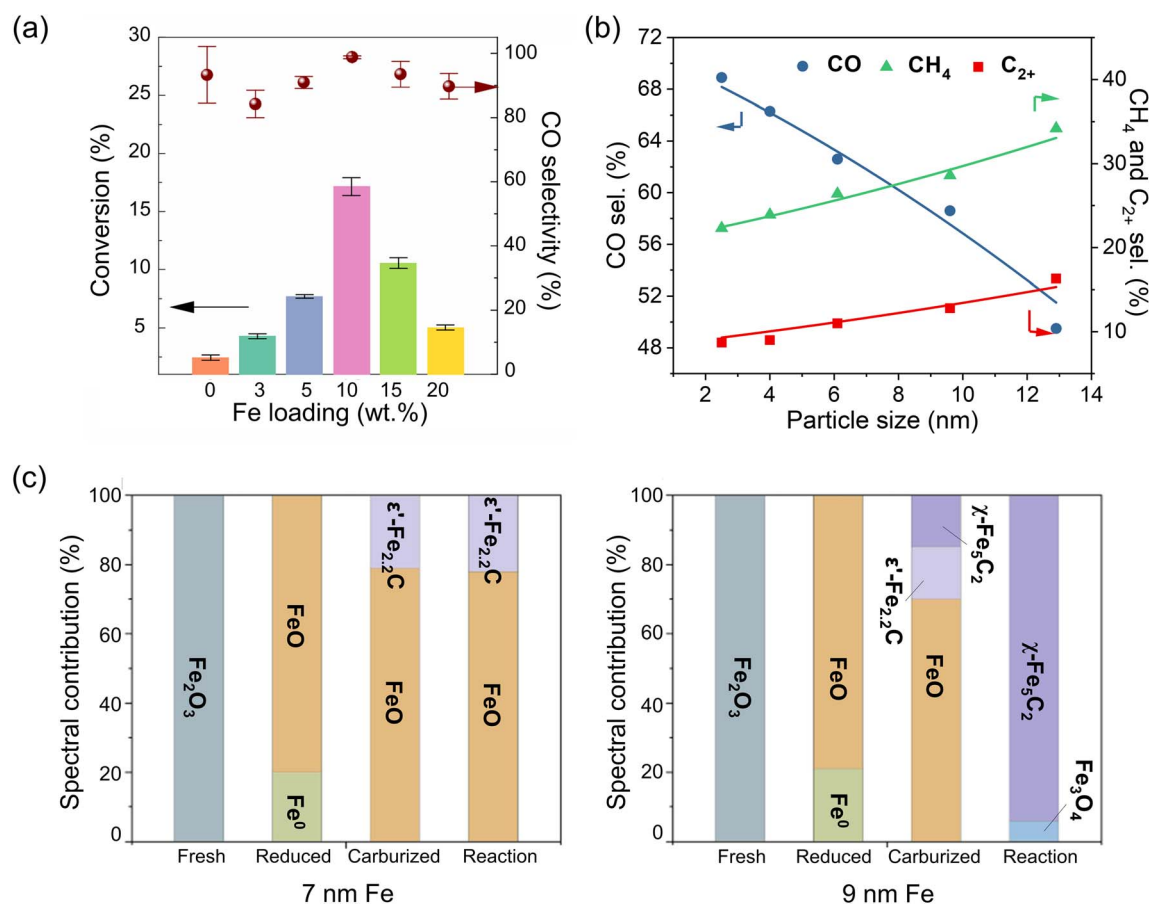 (a)
30
25
20
15
10
5
Conversion (%)
100
80
60
40
20
0
CO selectivity (%)
0 3 5 10 15 20
Fe loading (wt.%)
(b)
72
68
64
60
56
52
48
CO sel. (%)
CO CH₄ C₂₊
40
30
20
10
CH₄ and C₂₊ sel. (%)
2 4 6 8 10 12 14
Particle size (nm)
(c)
100
80
60
40
20
0
Spectral contribution (%)
Fe₂O₃
FeO
Fe⁰
ε'-Fe₂.₂C
FeO
ε'-Fe₂.₂C
FeO
Fresh Reduced Carburized Reaction
7 nm Fe
100
80
60
40
20
0
Spectral contribution (%)
Fe₂O₃
FeO
Fe⁰
ε'-Fe₂.₂C
FeO
χ-Fe₅C₂
χ-Fe₅C₂
Fe₃O₄
Fresh Reduced Carburized Reaction
9 nm Fe